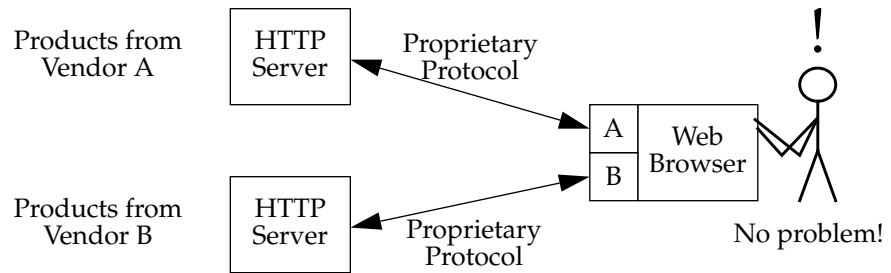 Products from
Vendor A
HTTP
Server
Proprietary
Protocol
!
A
B
Web
Browser
Products from
Vendor B
HTTP
Server
Proprietary
Protocol
No problem!